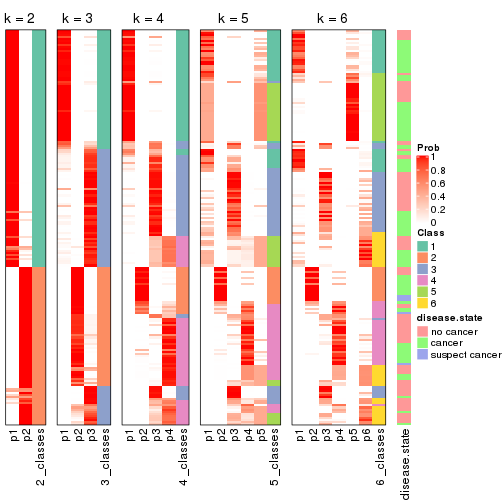 k = 2 k = 3 k = 4 k = 5 k = 6
Prob
1
0.8
0.6
0.4
0.2
0
Class
1
2
3
4
5
6
disease.state
no cancer
cancer
suspect cancer
p1 p2 2_classes p1 p2 p3 3_classes p1 p2 p3 p4 4_classes p1 p2 p3 p4 p5 5_classes p1 p2 p3 p4 p5 p6 6_classes disease.state